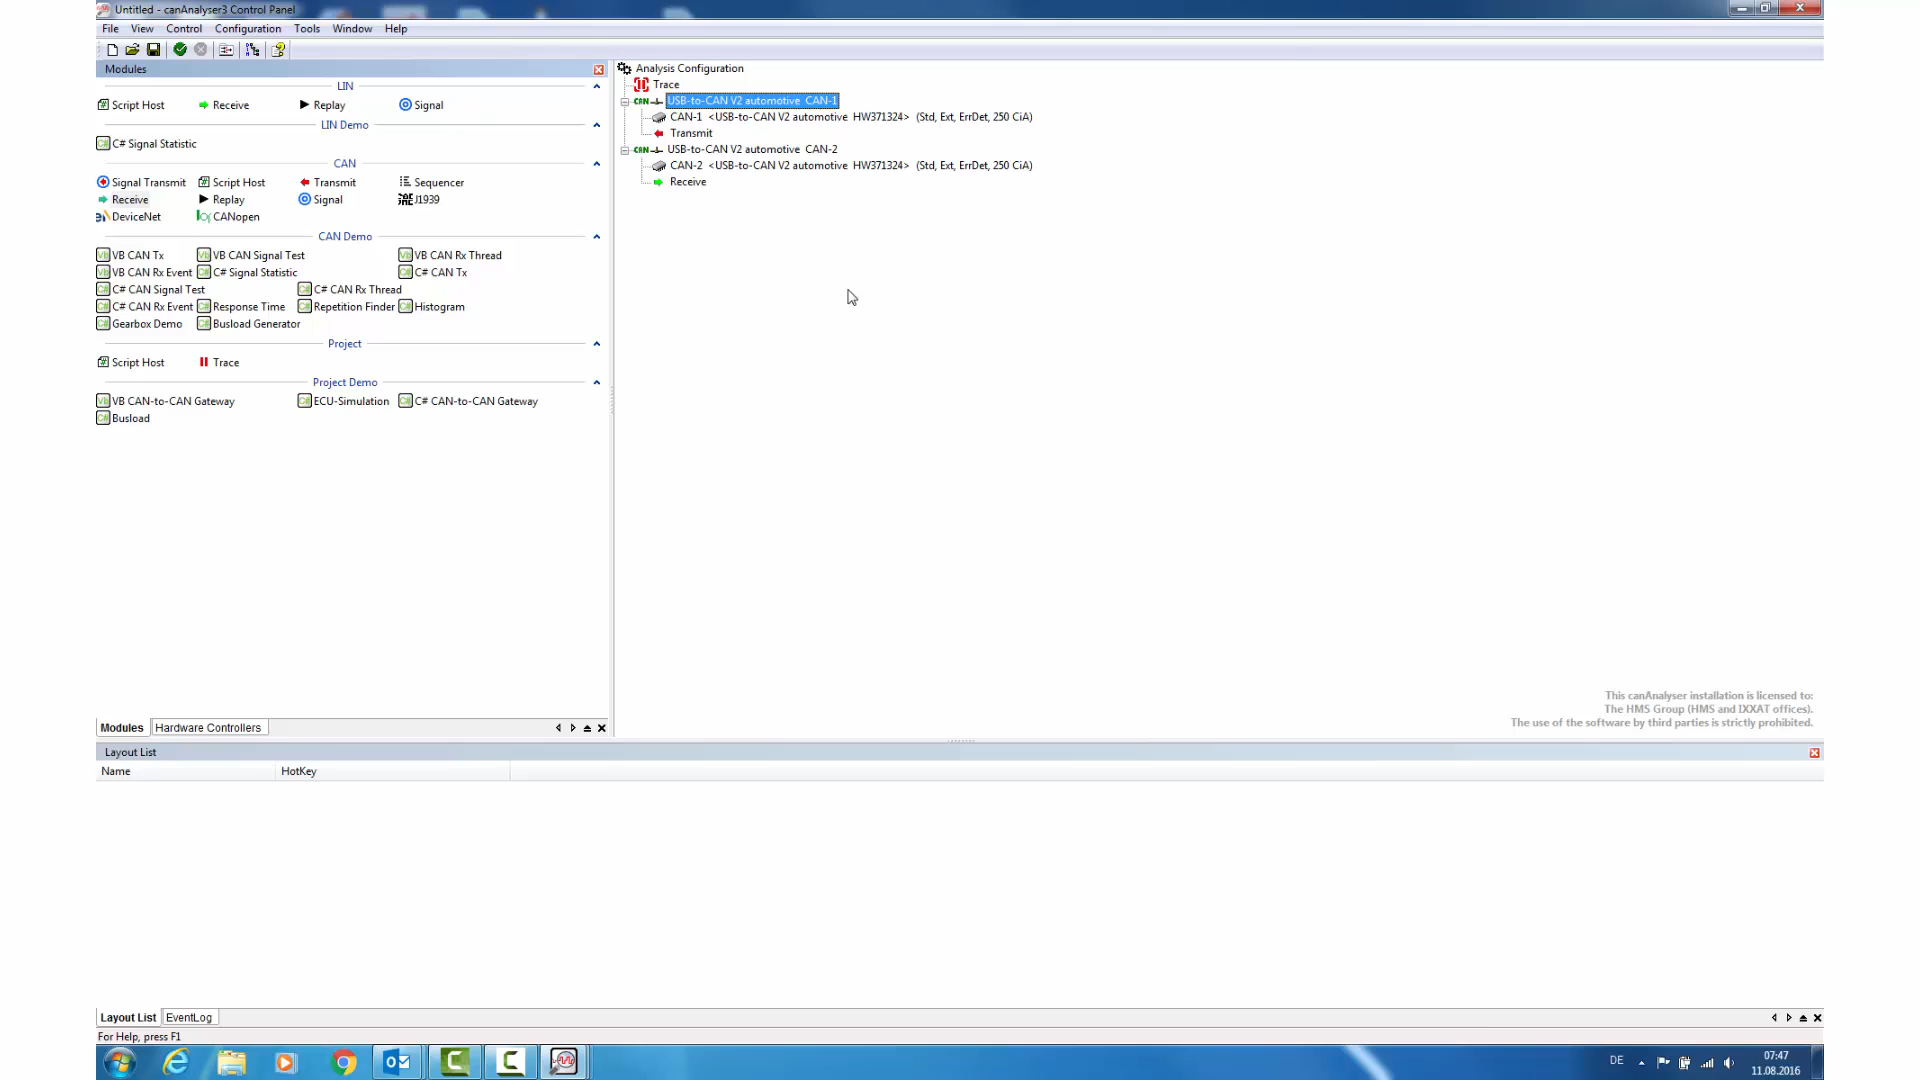 Untitled - canAnalyser3 Control Panel
File View Control Configuration Tools Window Help
Modules
LIN
Script Host Receive Replay Signal
LIN Demo
C# Signal Statistic
CAN
Signal Transmit Script Host Transmit Sequencer
Receive Replay Signal J1939
DeviceNet CANopen
CAN Demo
VB CAN Tx VB CAN Signal Test VB CAN Rx Thread
VB CAN Rx Event C# Signal Statistic C# CAN Tx
C# CAN Signal Test C# CAN Rx Thread
C# CAN Rx Event Response Time Repetition Finder Histogram
Gearbox Demo Busload Generator
Project
Script Host Trace
Project Demo
VB CAN-to-CAN Gateway ECU-Simulation C# CAN-to-CAN Gateway
Busload
Modules Hardware Controllers
Analysis Configuration
Trace
CAN USB-to-CAN V2 automotive CAN-1
CAN-1 <USB-to-CAN V2 automotive HW371324> (Std, Ext, ErrDet, 250 CiA)
Transmit
CAN USB-to-CAN V2 automotive CAN-2
CAN-2 <USB-to-CAN V2 automotive HW371324> (Std, Ext, ErrDet, 250 CiA)
Receive
This canAnalyser installation is licensed to:
The HMS Group (HMS and IXXAT offices).
The use of the software by third parties is strictly prohibited.
Layout List
Name HotKey
Layout List EventLog
For Help, press F1
DE 07:47
11.08.2016